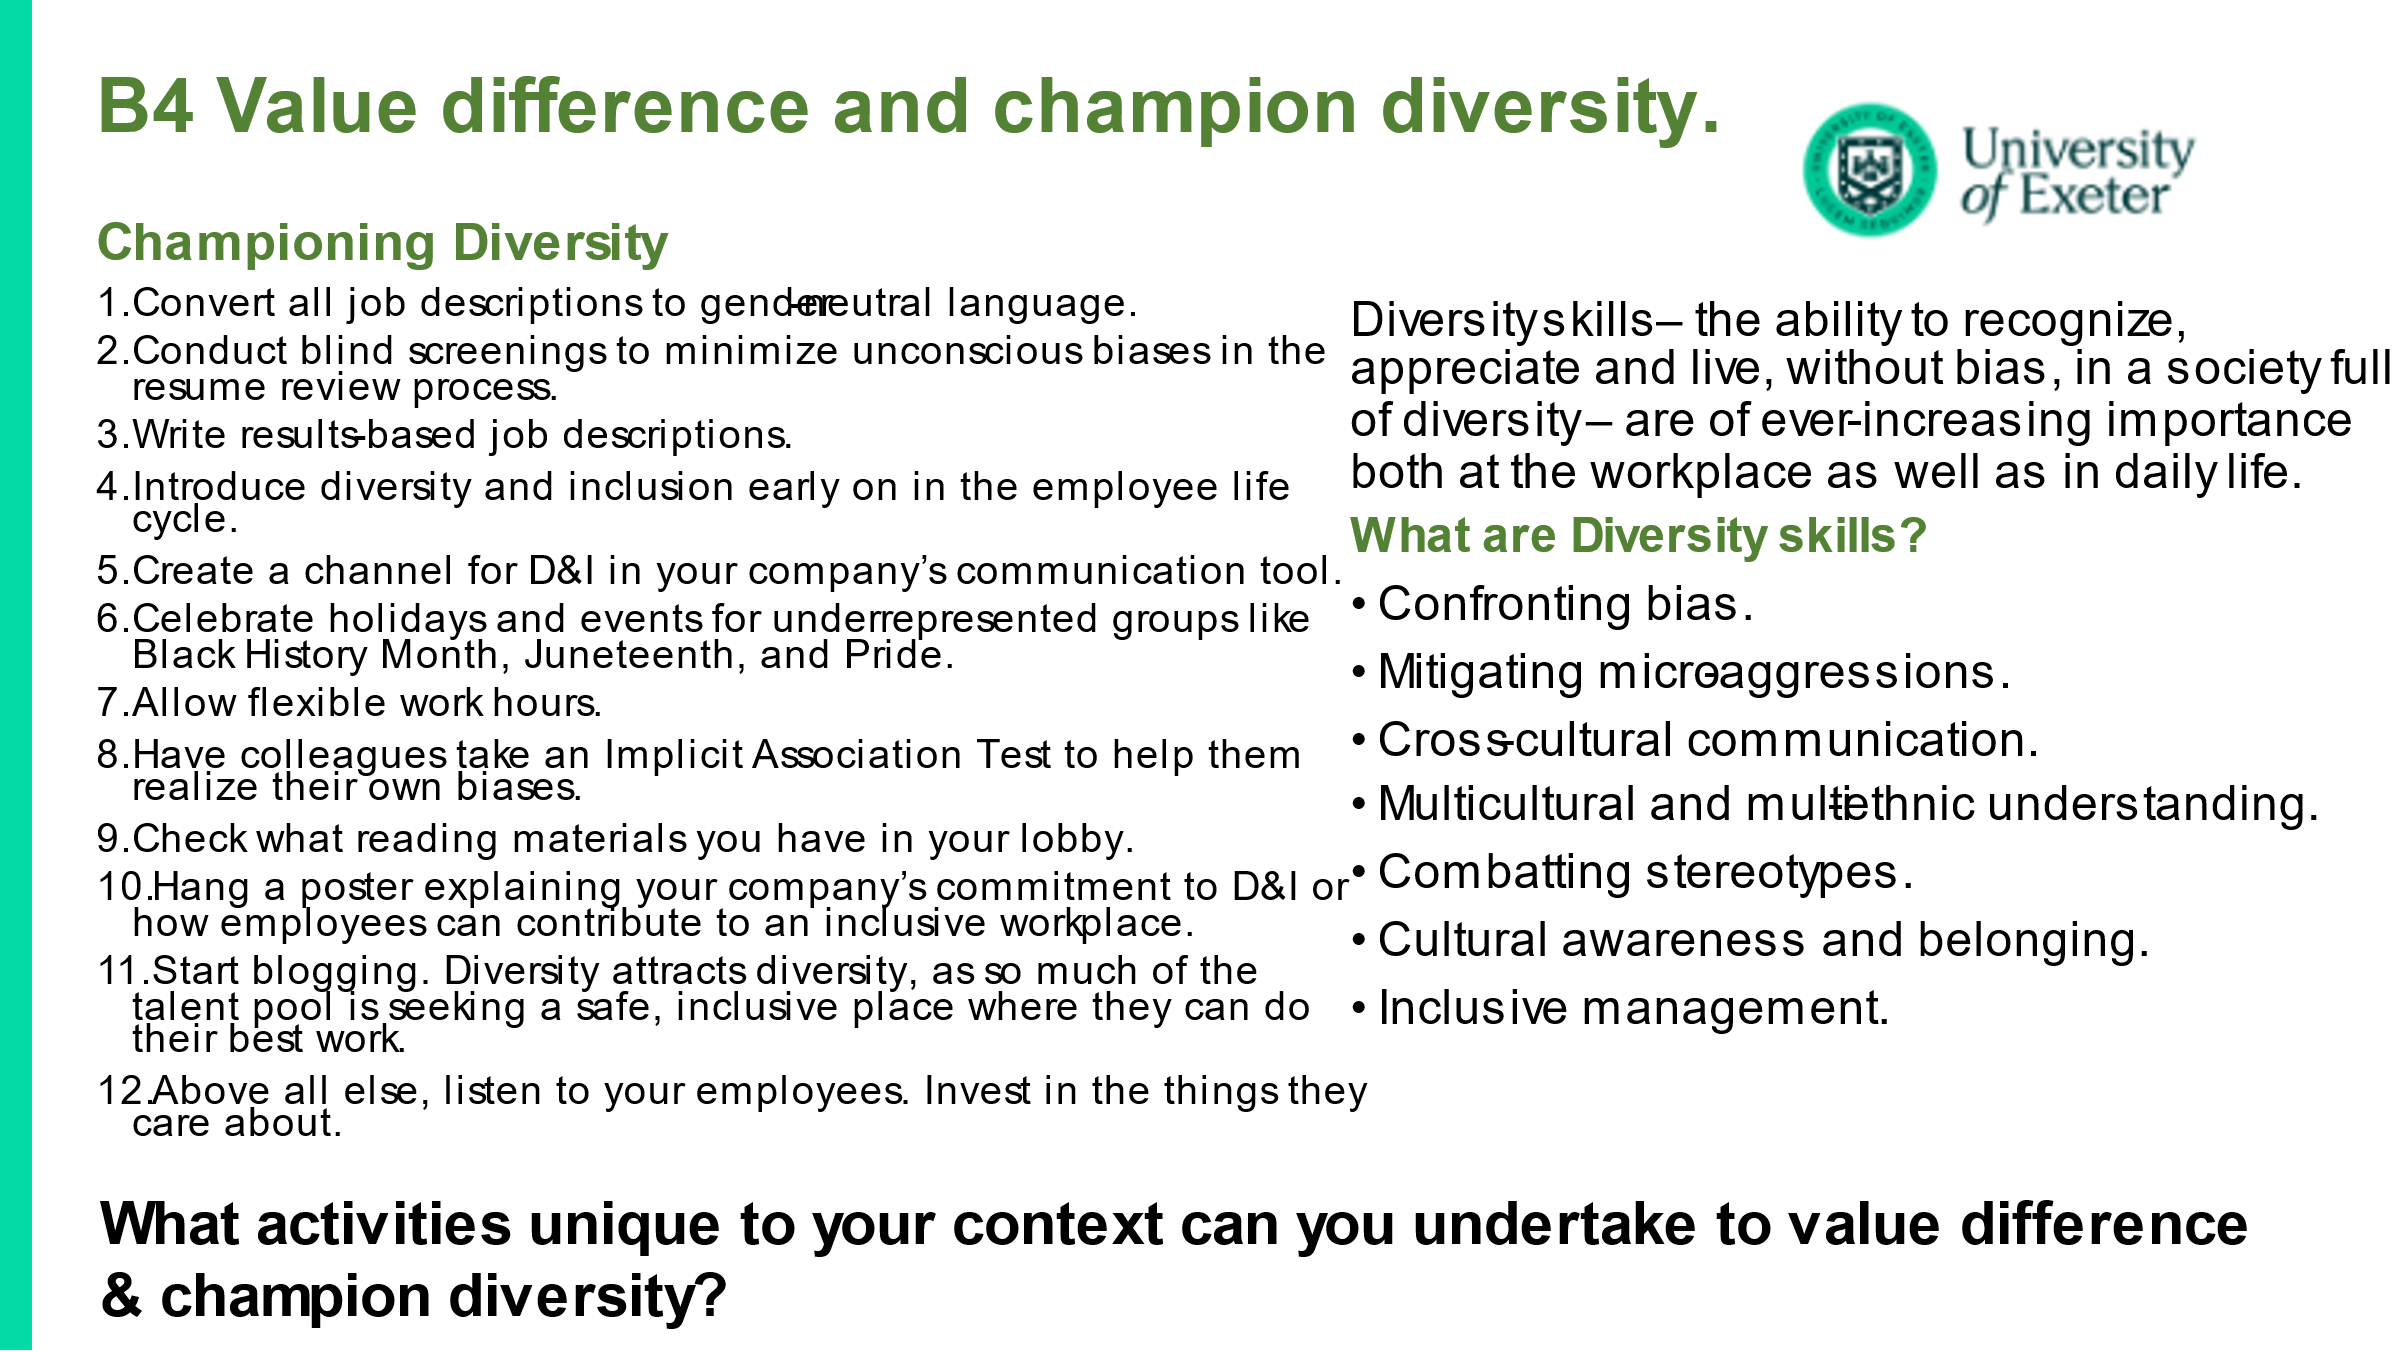 B4 Value difference and champion diversity.
University
of Exeter
Championing Diversity
1.Convert all job descriptions to gender-neutral language.
2.Conduct blind screenings to minimize unconscious biases in the
resume review process.
3.Write results-based job descriptions.
4.Introduce diversity and inclusion early on in the employee life
cycle.
5.Create a channel for D&I in your company’s communication tool.
6.Celebrate holidays and events for underrepresented groups like
Black History Month, Juneteenth, and Pride.
7.Allow flexible work hours.
8.Have colleagues take an Implicit Association Test to help them
realize their own biases.
9.Check what reading materials you have in your lobby.
10.Hang a poster explaining your company’s commitment to D&I or
how employees can contribute to an inclusive workplace.
11.Start blogging. Diversity attracts diversity, as so much of the
talent pool is seeking a safe, inclusive place where they can do
their best work.
12.Above all else, listen to your employees. Invest in the things they
care about.
Diversity skills – the ability to recognize,
appreciate and live, without bias, in a society full
of diversity – are of ever-increasing importance
both at the workplace as well as in daily life.
What are Diversity skills?
• Confronting bias.
• Mitigating micro-aggressions.
• Cross-cultural communication.
• Multicultural and multi-ethnic understanding.
• Combatting stereotypes.
• Cultural awareness and belonging.
• Inclusive management.
What activities unique to your context can you undertake to value difference
& champion diversity?